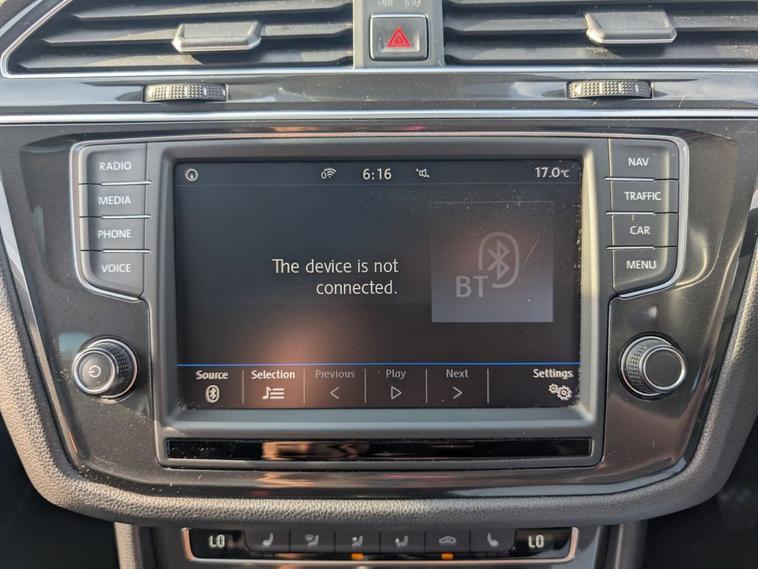 RADIO
MEDIA
PHONE
VOICE
6:16
17.0°C
The device is not
connected.
BT
Source
Selection
Previous
Play
Next
Settings
NAV
TRAFFIC
CAR
MENU
LO
LO